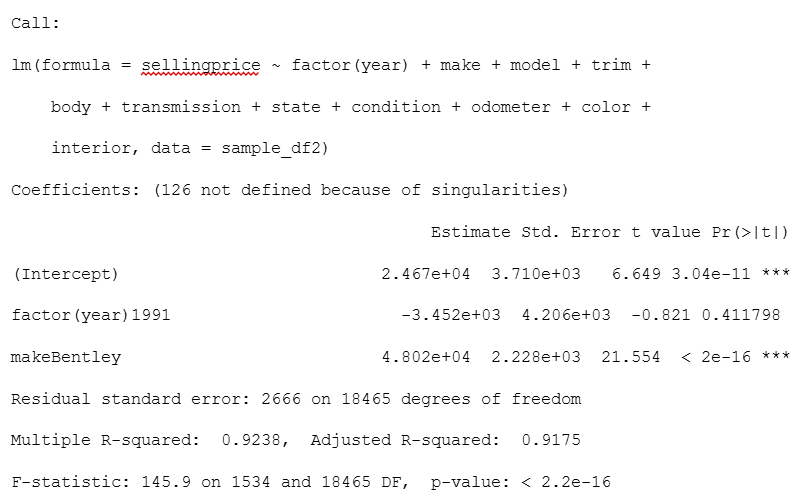 Call:
lm(formula = sellingprice ~ factor(year) + make + model + trim +
body + transmission + state + condition + odometer + color +
interior, data = sample_df2)
Coefficients: (126 not defined because of singularities)
Estimate Std. Error t value Pr(>|t|)
(Intercept) 2.467e+04 3.710e+03 6.649 3.04e-11 ***
factor(year)1991 -3.452e+03 4.206e+03 -0.821 0.411798
makeBentley 4.802e+04 2.228e+03 21.554 < 2e-16 ***
Residual standard error: 2666 on 18465 degrees of freedom
Multiple R-squared: 0.9238, Adjusted R-squared: 0.9175
F-statistic: 145.9 on 1534 and 18465 DF, p-value: < 2.2e-16